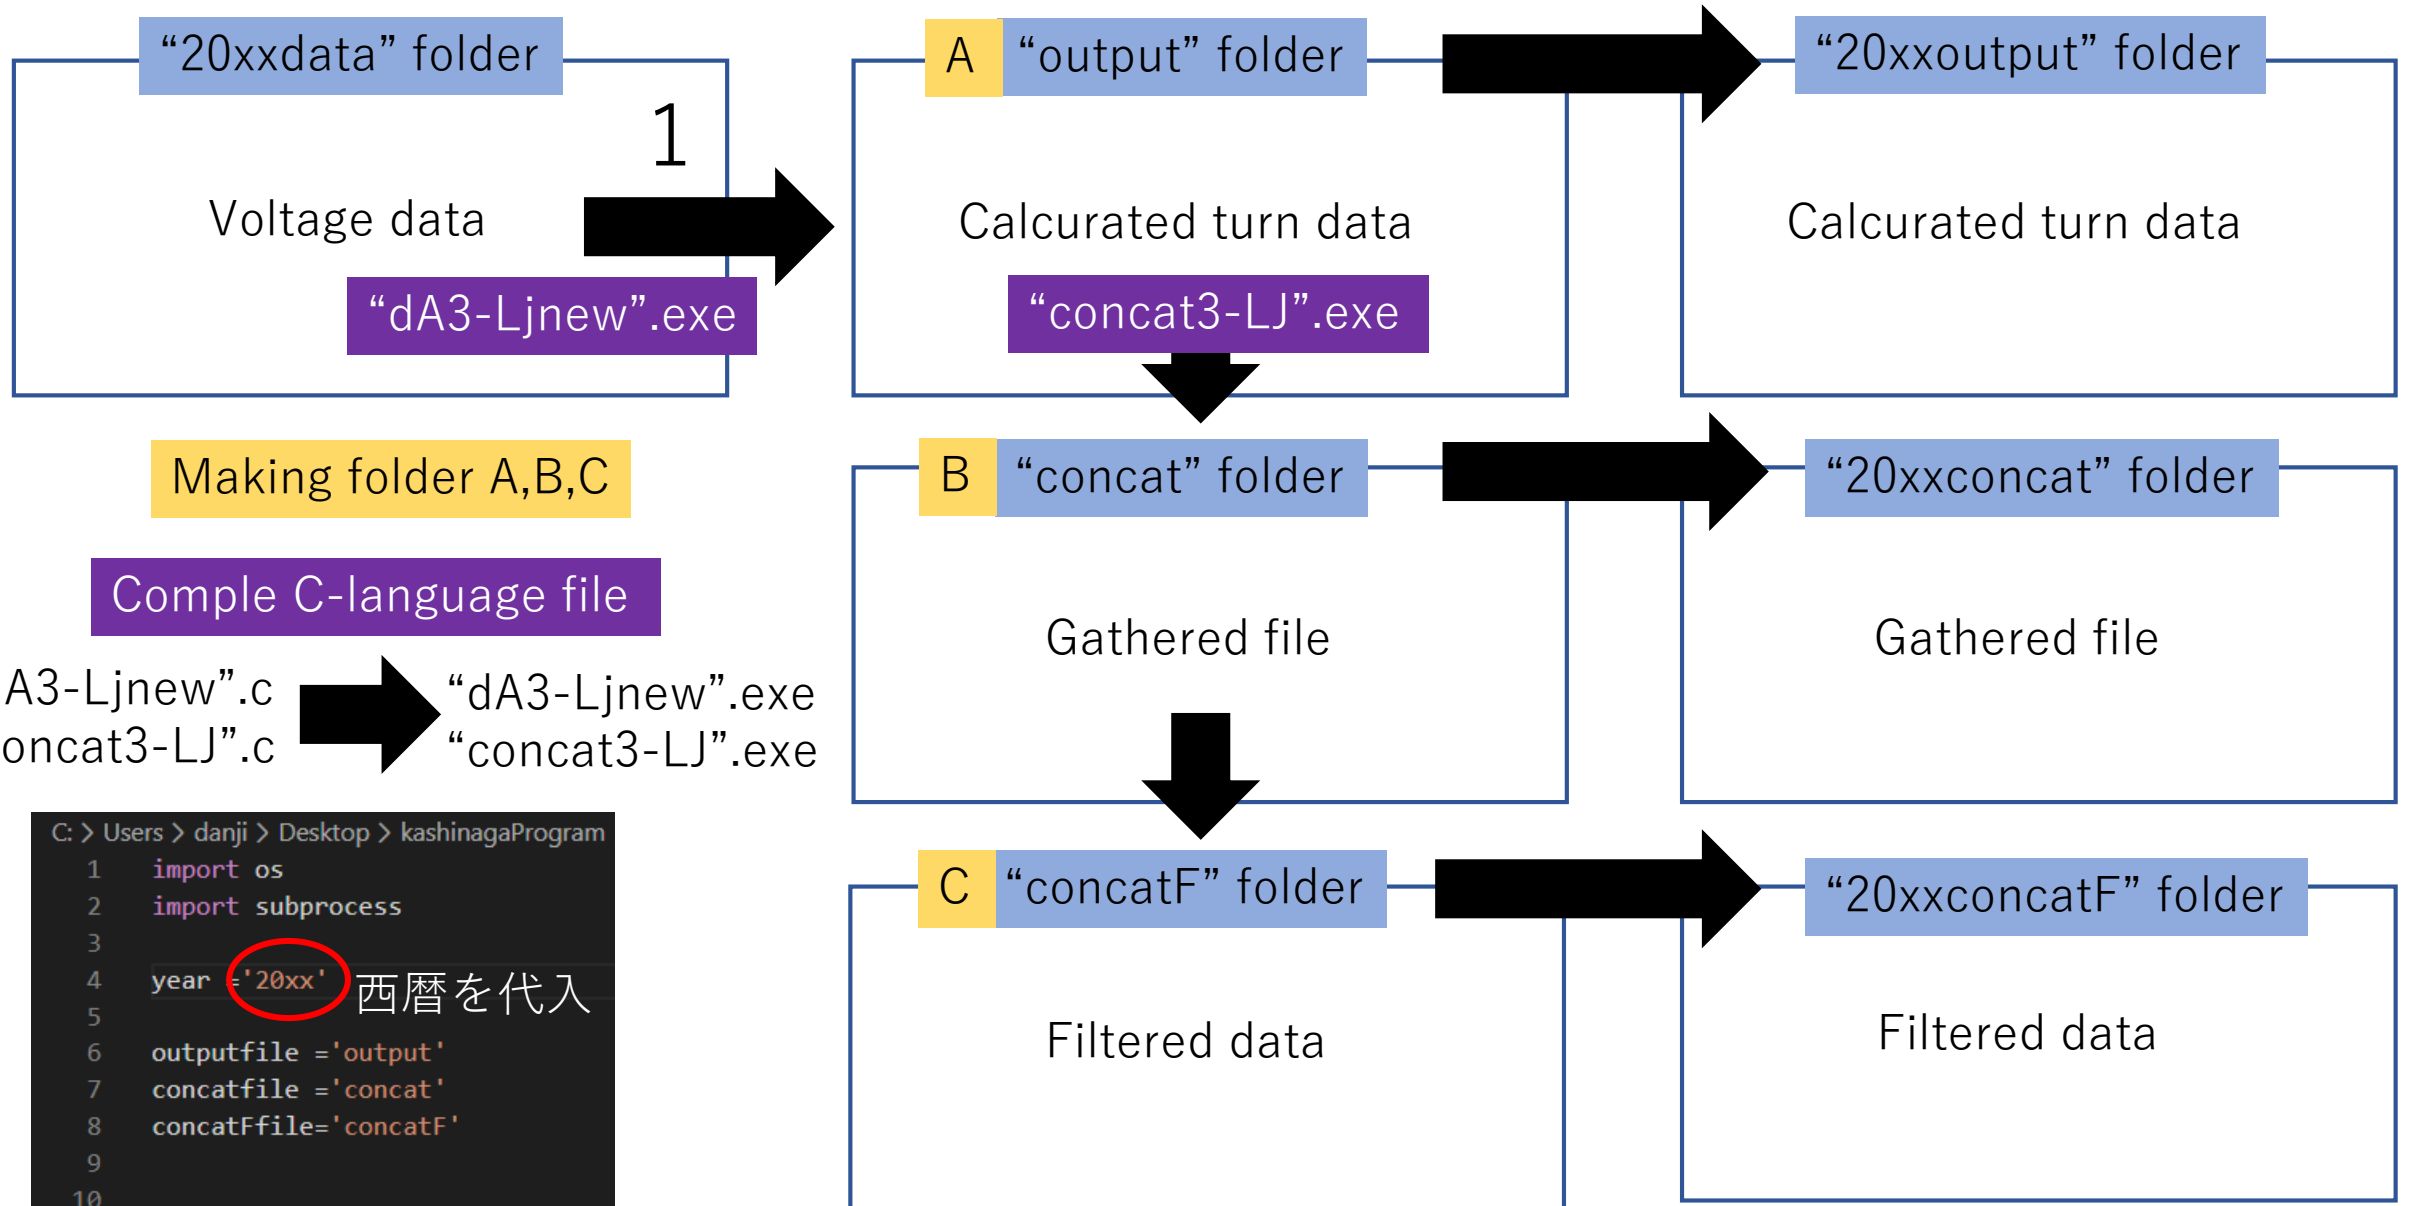 “20xxdata” folder
1
Voltage data
“dA3-Ljnew”.exe
A “output” folder
Calcurated turn data
“concat3-LJ”.exe
“20xxoutput” folder
Calcurated turn data
Making folder A,B,C
Comple C-language file
A3-Ljnew”.c
oncat3-LJ”.c
“dA3-Ljnew”.exe
“concat3-LJ”.exe
B “concat” folder
Gathered file
“20xxconcat” folder
Gathered file
C: > Users > danji > Desktop > kashinagaProgram
1 import os
2 import subprocess
3
4 year ='20xx' 西暦を代入
5
6 outputfile ='output'
7 concatfile ='concat'
8 concatFfile='concatF'
9
10
C “concatF” folder
Filtered data
“20xxconcatF” folder
Filtered data